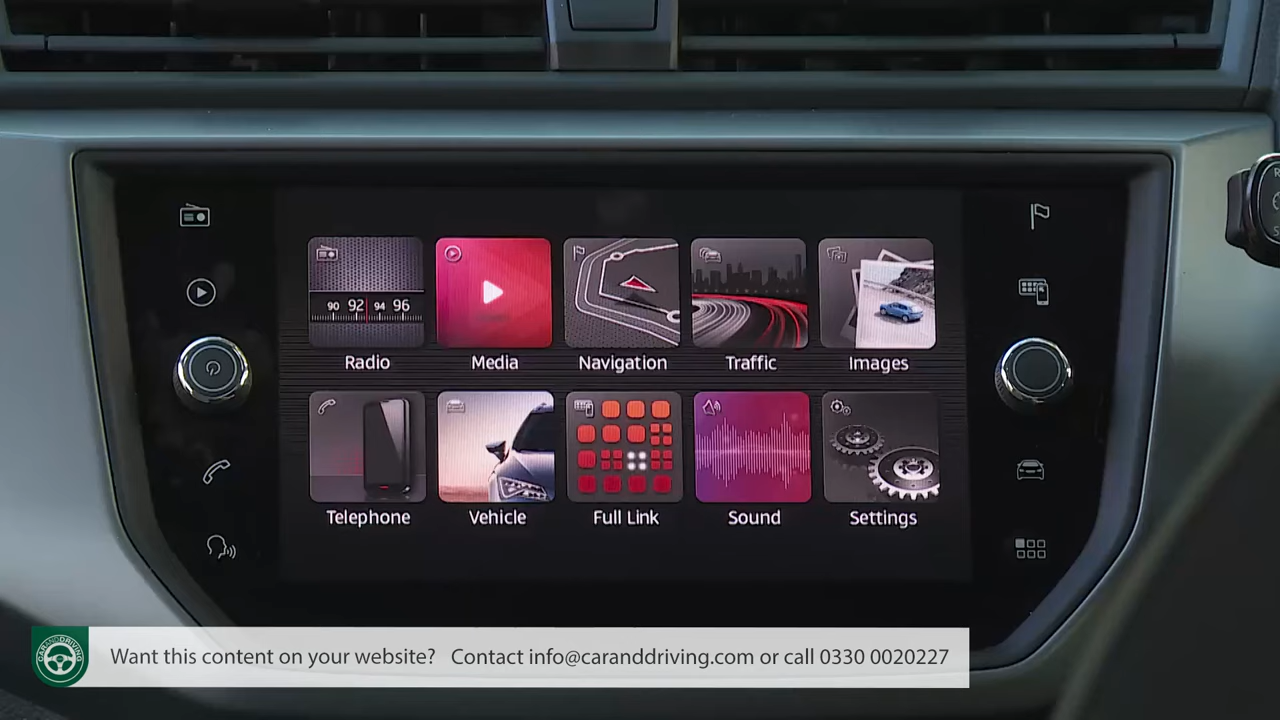 90 92 94 96
Radio
Media
Navigation
Traffic
Images
Telephone
Vehicle
Full Link
Sound
Settings
CARANDDRIVING
Want this content on your website? Contact info@caranddriving.com or call 0330 0020227